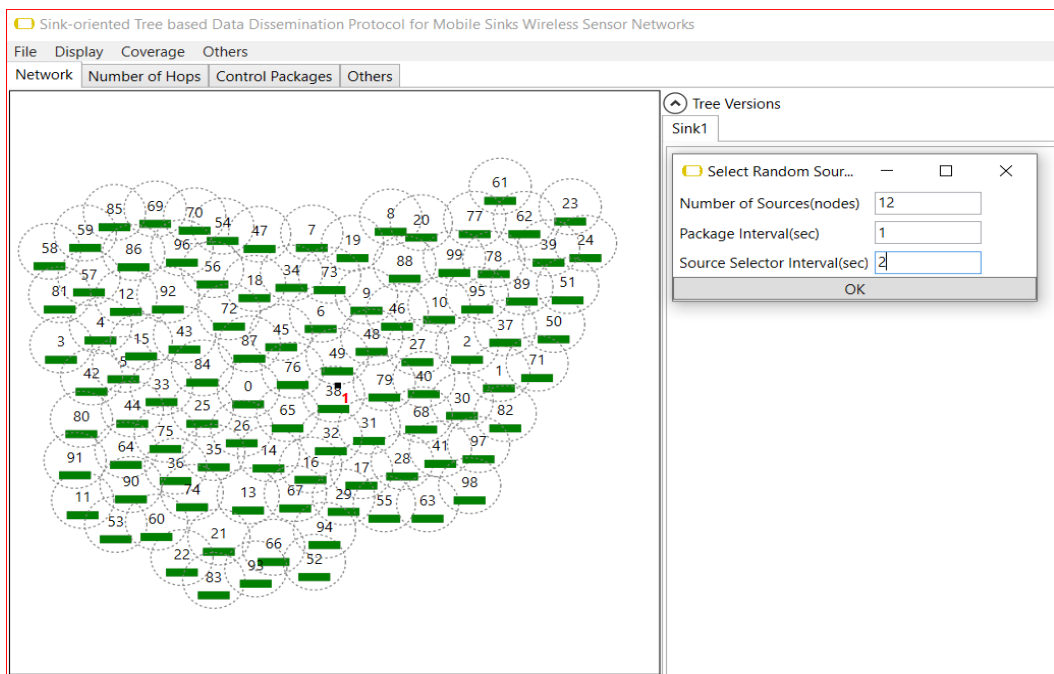 Sink-oriented Tree based Data Dissemination Protocol for Mobile Sinks Wireless Sensor Networks
File Display Coverage Others
Network Number of Hops Control Packages Others
Tree Versions
Sink1
Select Random Sour...
Number of Sources(nodes) 12
Package Interval(sec) 1
Source Selector Interval(sec) 2
OK
61
85 69 70 54 8 20 77 62 23
59 47 7 19
58 86 96 88 99 78 39 24
57 56 18 34 73
81 12 92 9 46 10 95 89 51
4 72 6
3 15 43 87 45 49 48 27 2 37 50
42 5 33 84 0 76 38 79 40 1 71
1
80 44 25 65 68 30 82
75 26 32 31
91 64 36 35 14 16 17 28 41 97
11 90 74 13 67 29 55 63 98
53 60 21 94
22 66 52
83 93